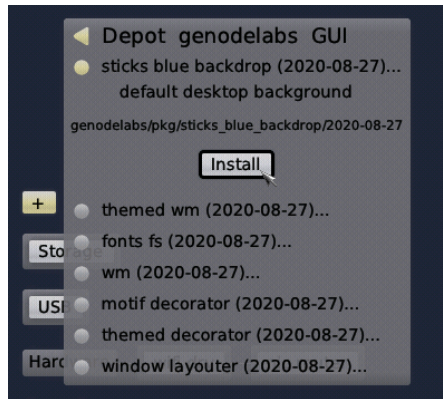 Depot genodelabs GUI
sticks blue backdrop (2020-08-27)...
default desktop background
genodelabs/pkg/sticks_blue_backdrop/2020-08-27
Install
+
themed wm (2020-08-27)...
fonts fs (2020-08-27)...
Storage
wm (2020-08-27)...
USB
motif decorator (2020-08-27)...
themed decorator (2020-08-27)...
window layouter (2020-08-27)...